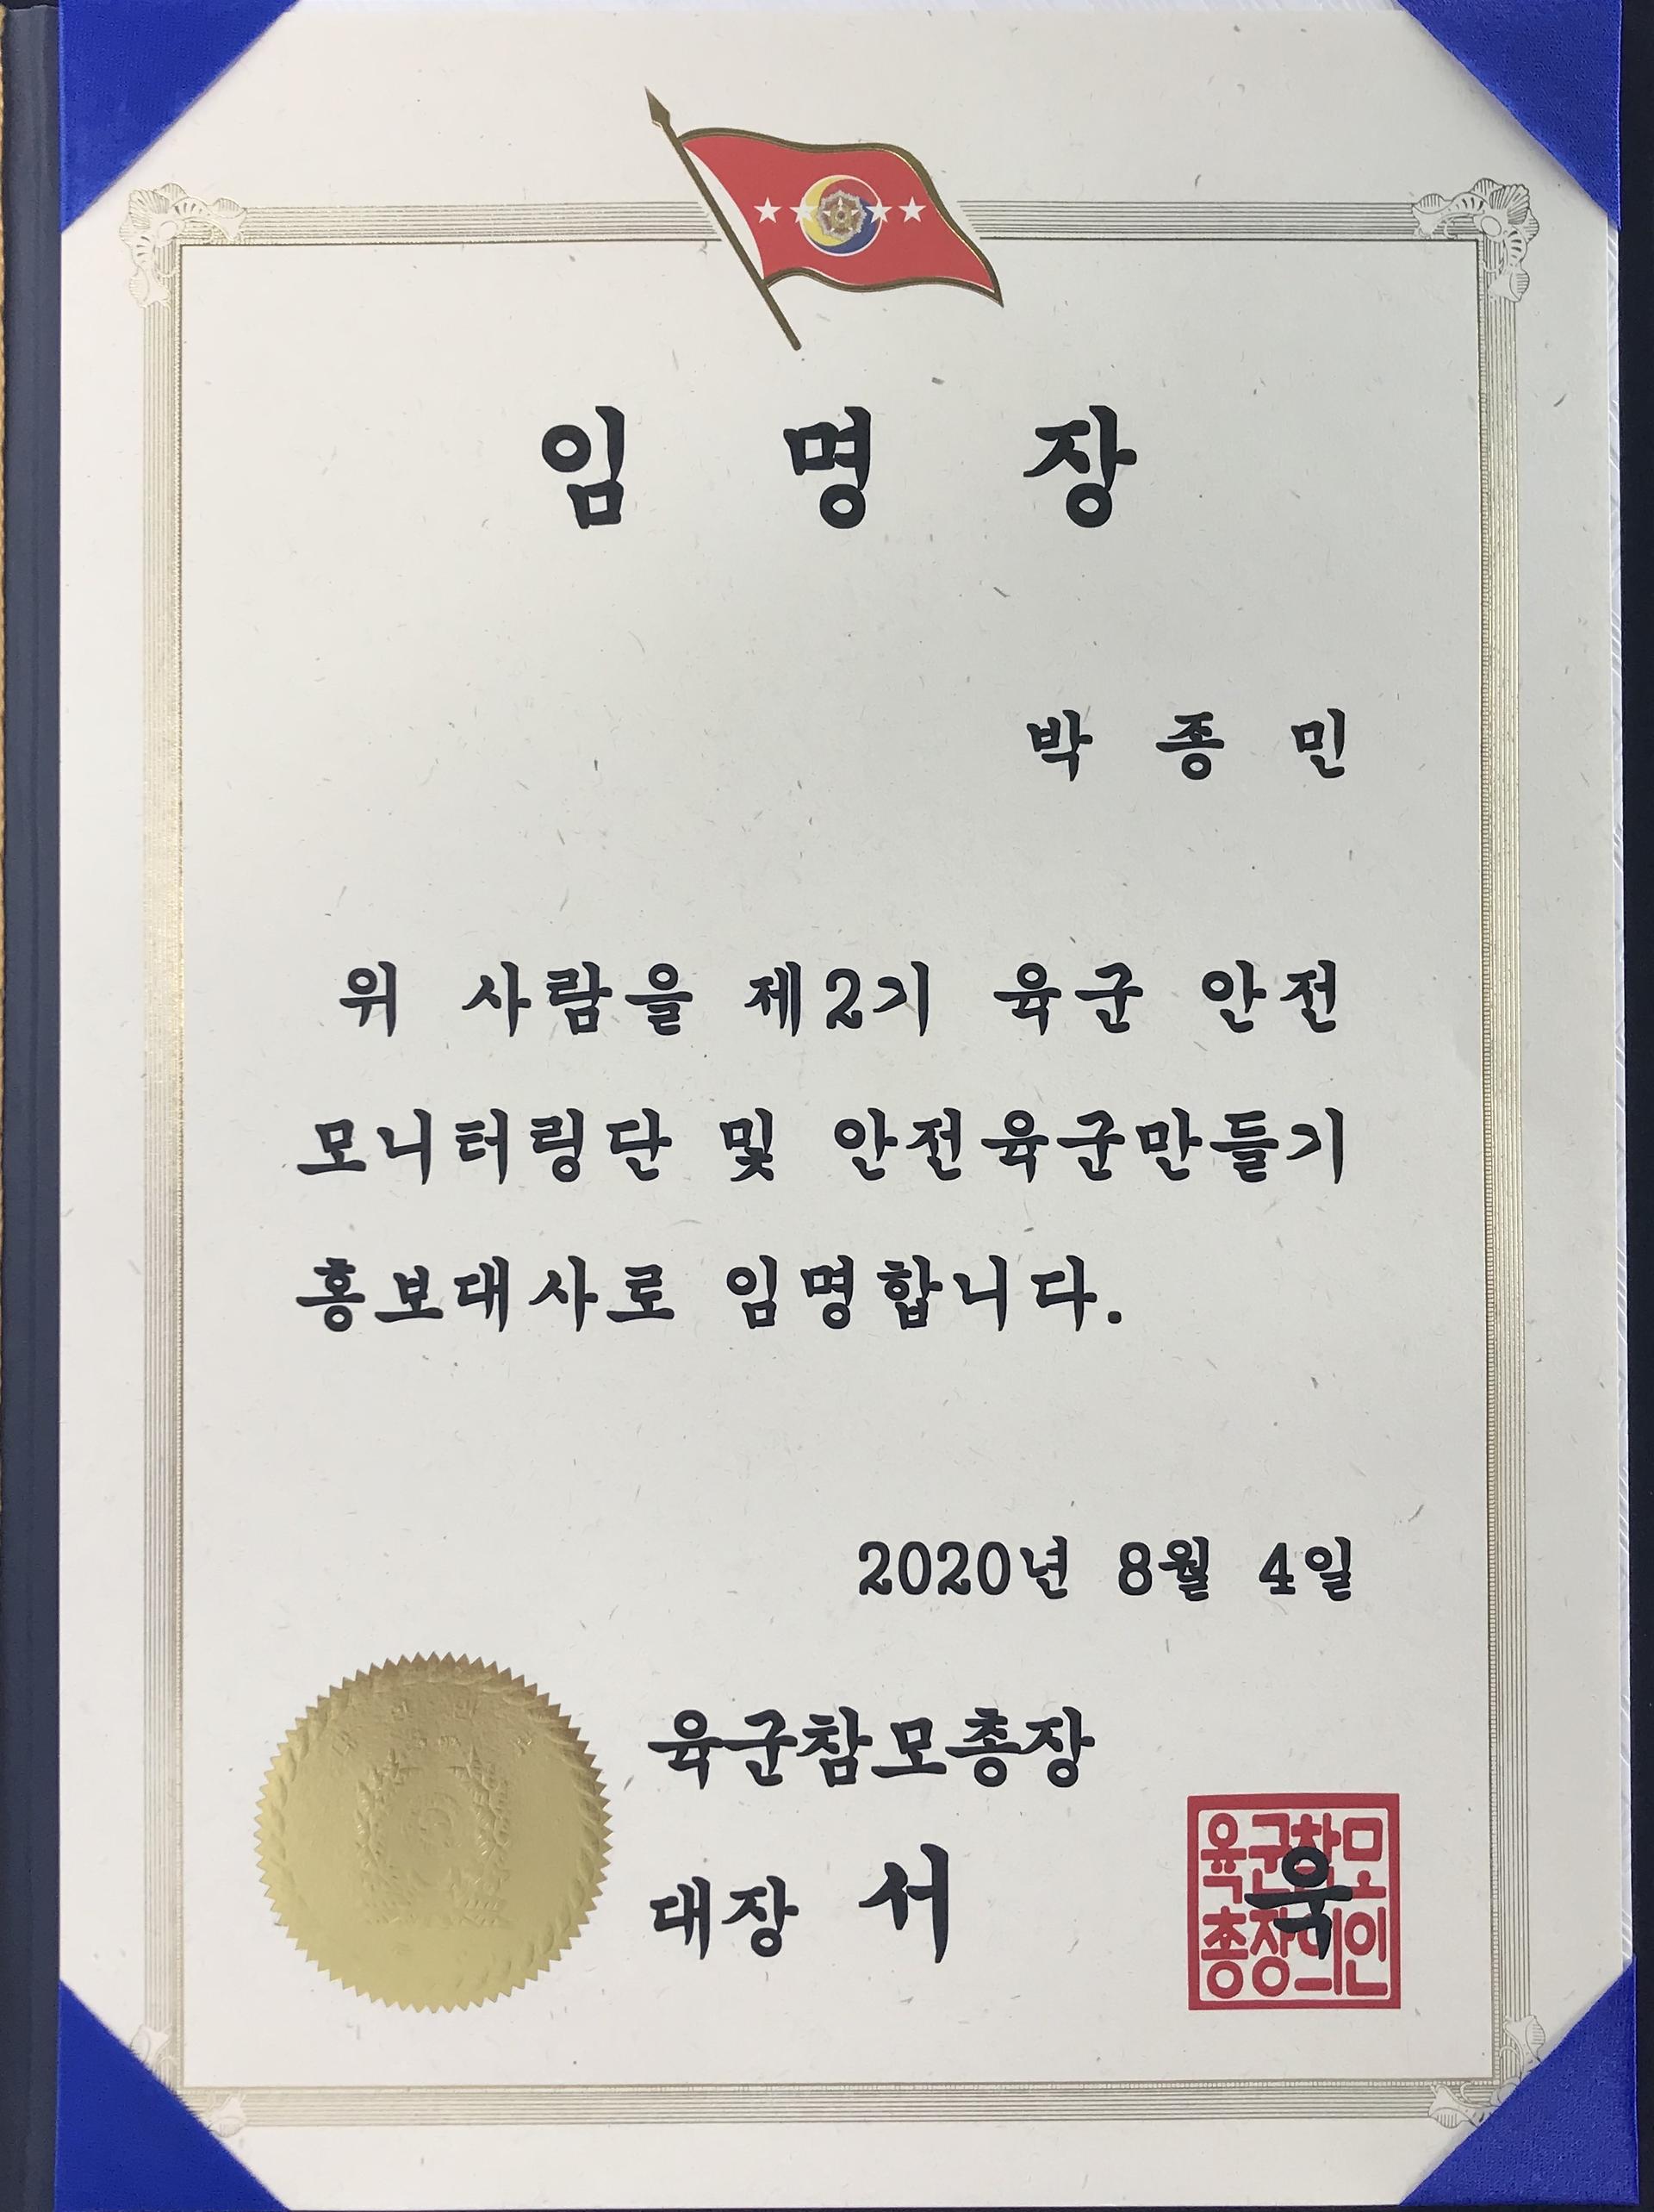 임 명 장
박 종 민
위 사람을 제2기 육군 안전
모니터링단 및 안전육군만들기
홍보대사로 임명합니다.
2020년 8월 4일
육군참모총장
대장 서 욱
육군참모
총장의인